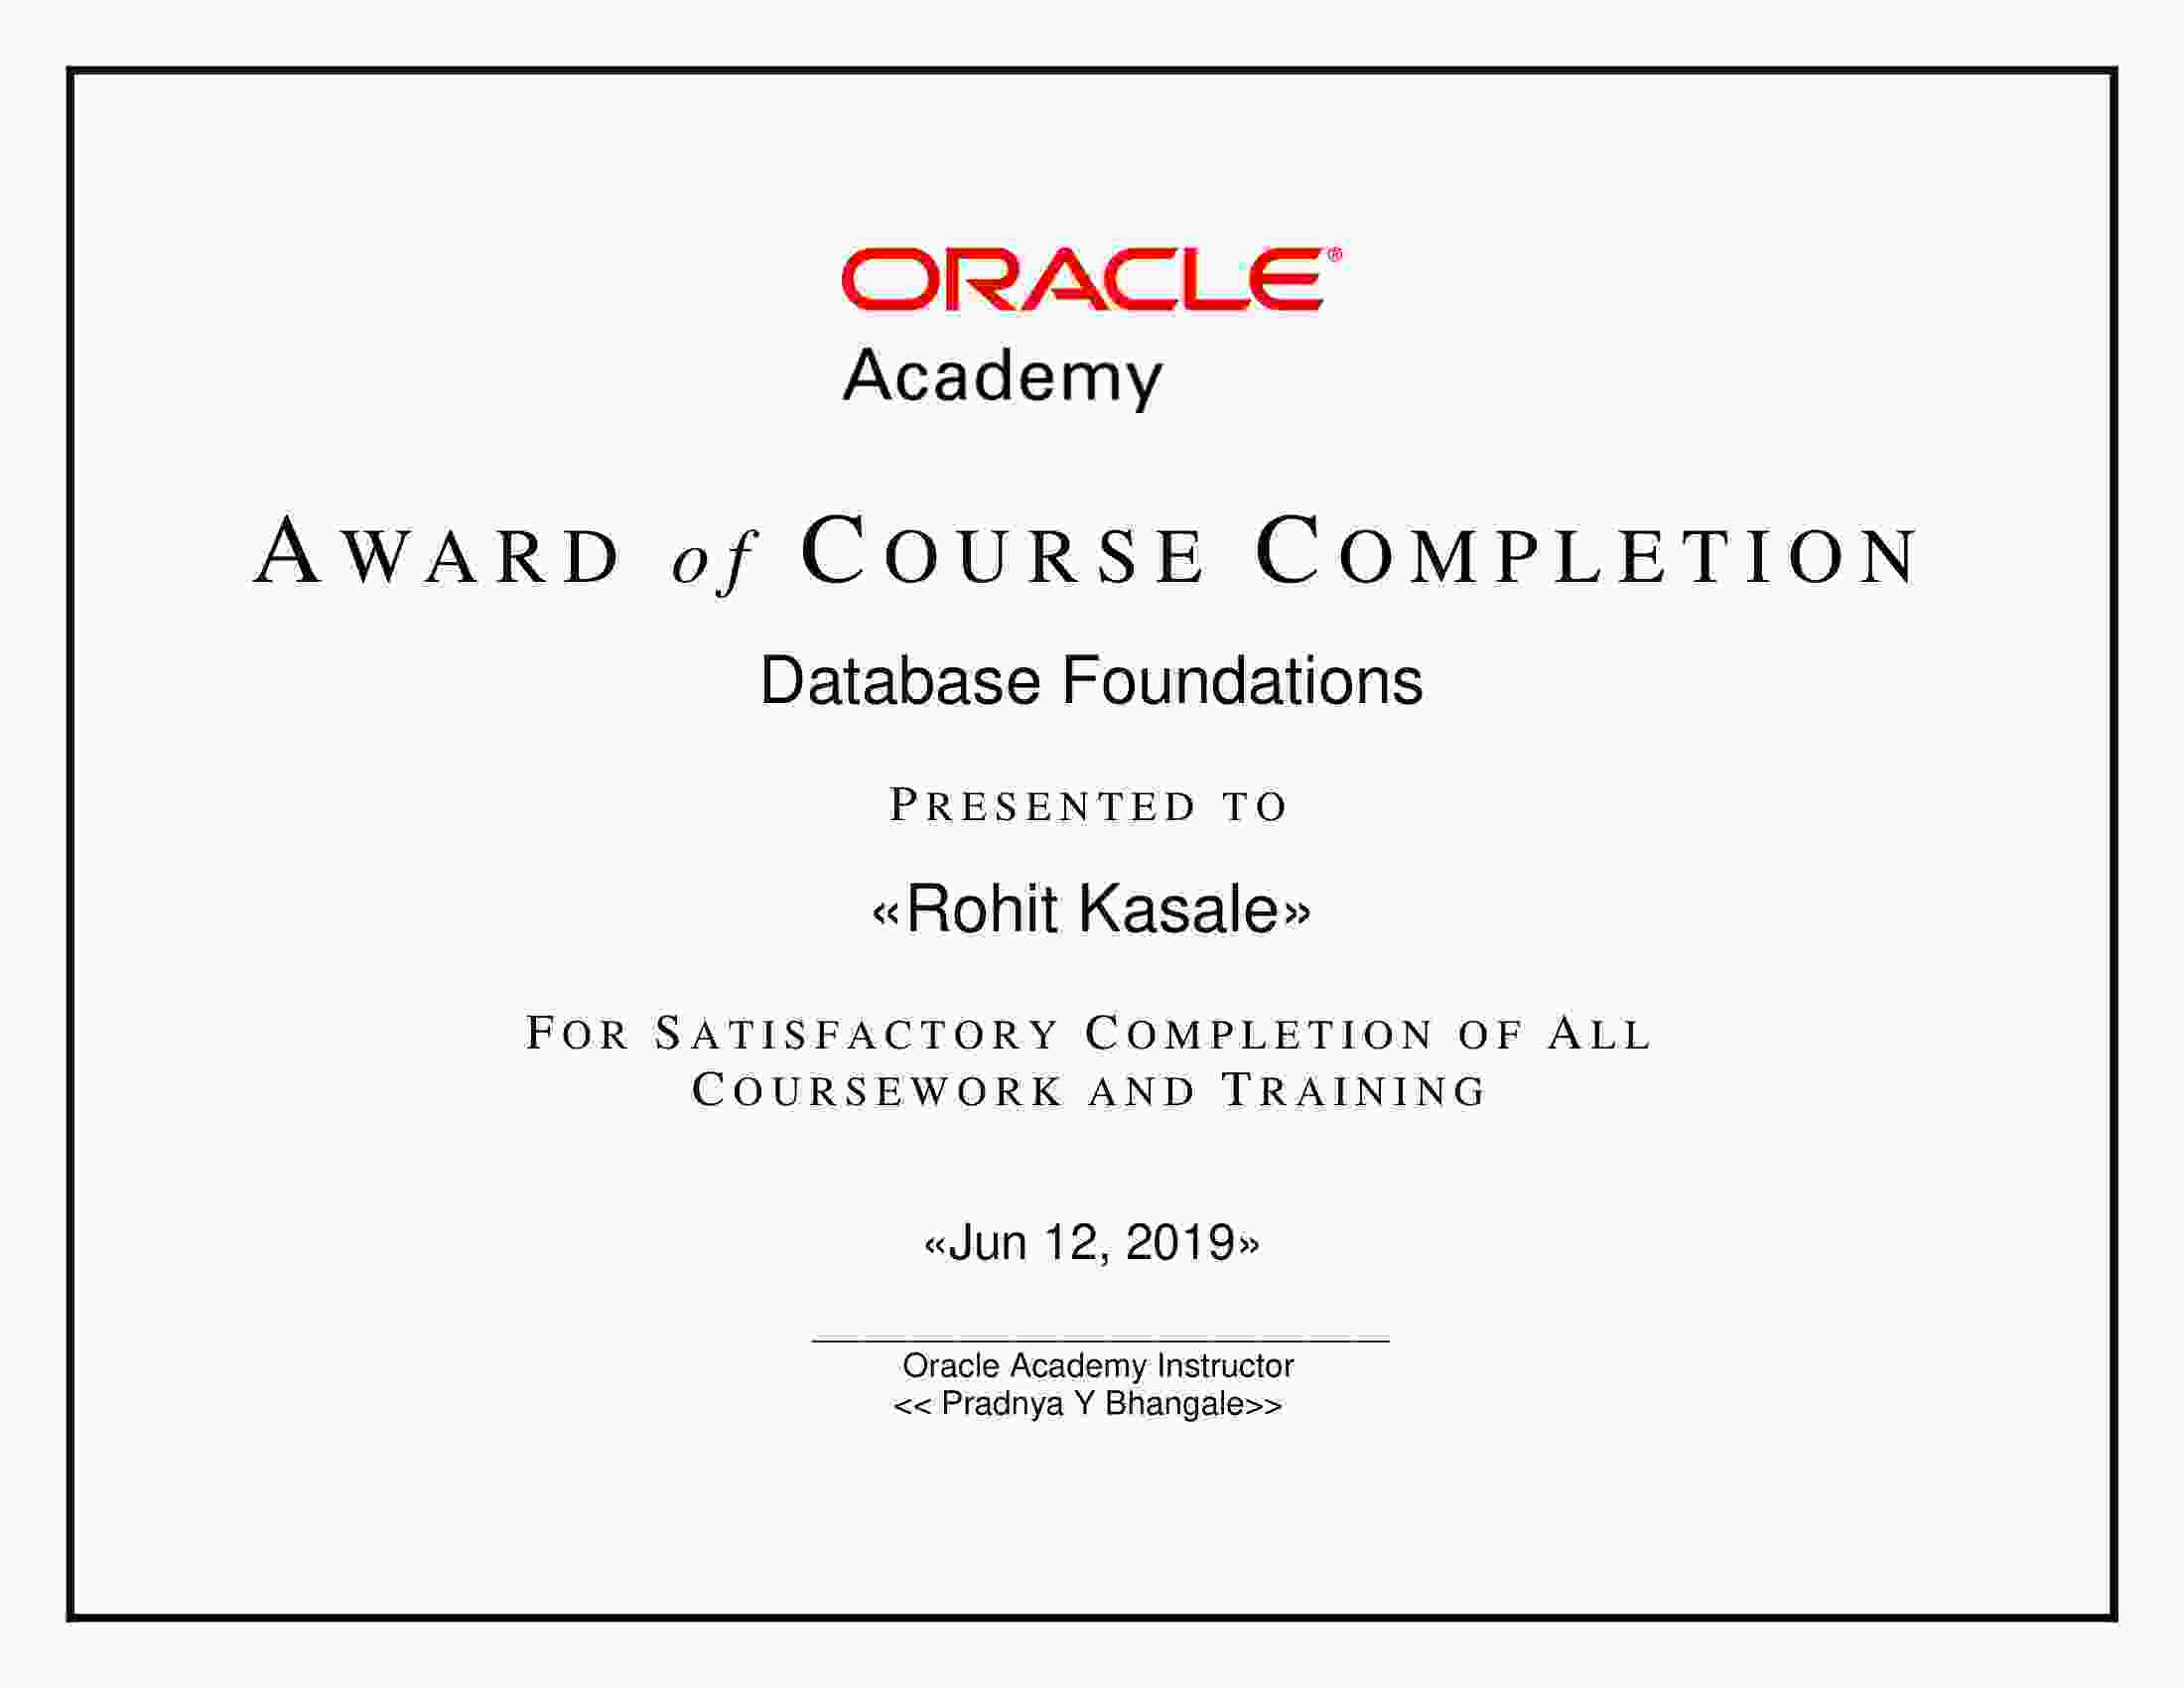 ORACLE®
Academy
AWARD of COURSE COMPLETION
Database Foundations
PRESENTED TO
«Rohit Kasale»
FOR SATISFACTORY COMPLETION OF ALL
COURSEWORK AND TRAINING
«Jun 12, 2019»
Oracle Academy Instructor
<< Pradnya Y Bhangale>>